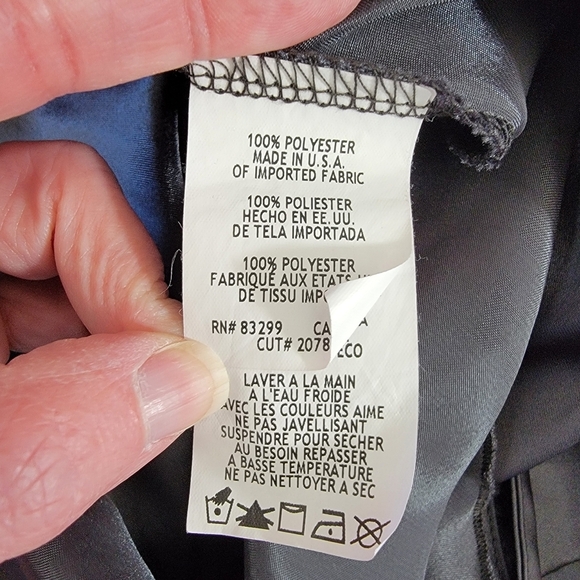 100% POLYESTER
MADE IN U.S.A.
OF IMPORTED FABRIC
100% POLIESTER
HECHO EN EE.UU.
DE TELA IMPORTADA
100% POLYESTER
FABRIQUÉ AUX ETATS
DE TISSU
RN# 83299
CUT# 2078
LAVER A LA MAIN
A L'EAU FROIDE
AVEC LES COULEURS AIME
NE PAS JAVELLISANT
SUSPENDRE POUR SECHER
AU BESOIN REPASSER
A BASSE TEMPERATURE
NE PAS NETTOYER A SEC